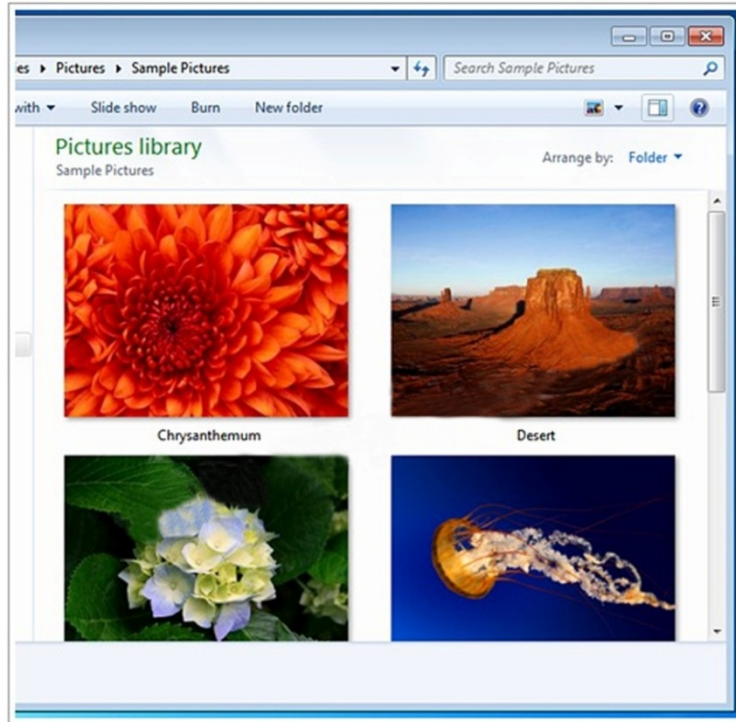 es ▸ Pictures ▸ Sample Pictures
Search Sample Pictures
with Slide show Burn New folder
Pictures library
Sample Pictures
Arrange by: Folder
Chrysanthemum
Desert